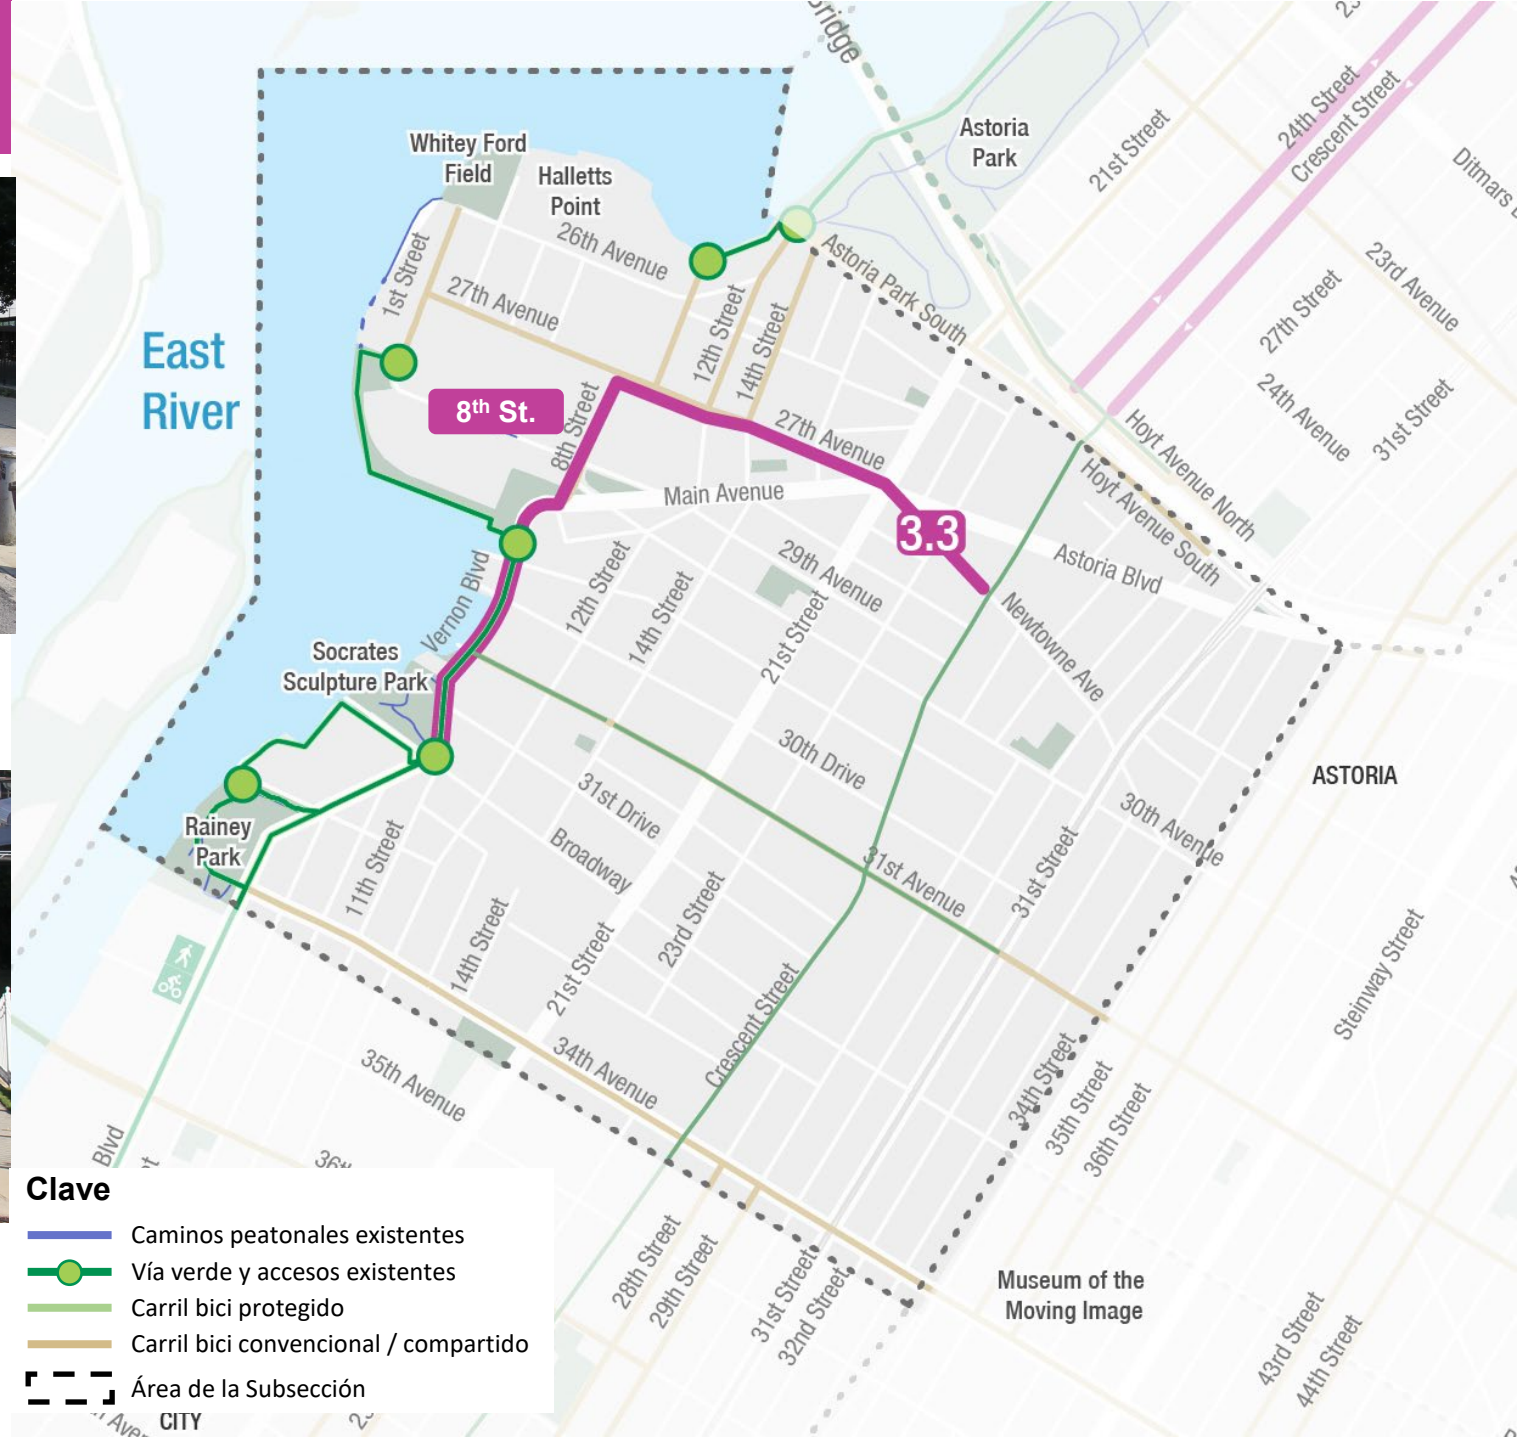 bridge
23
24th Street
Crescent Street
21st Street
Ditmars
Astoria
Park
Whitey Ford
Field
Halletts
Point
26th Avenue
1st Street
27th Avenue
Astoria Park South
23rd Avenue
27th Street
12th Street
14th Street
East
River
8th St.
8th Street
24th Avenue
31st Street
27th Avenue
Hoyt Avenue North
Hoyt Avenue South
Main Avenue
3.3
Astoria Blvd
29th Avenue
Vernon Blvd
12th Street
14th Street
21st Street
Newtowne Ave
Socrates
Sculpture Park
30th Drive
ASTORIA
31st Drive
30th Avenue
Rainey
Park
Broadway
11th Street
31st Avenue
31st Street
23rd Street
14th Street
21st Street
Steinway Street
Crescent Street
34th Avenue
35th Avenue
34th Street
35th Street
36th Street
Blvd
36th
Clave
Caminos peatonales existentes
Vía verde y accesos existentes
Carril bici protegido
Carril bici convencional / compartido
Área de la Subsección
28th Street
29th Street
31st Street
32nd Street
Museum of the
Moving Image
43rd Street
44th Street
CITY